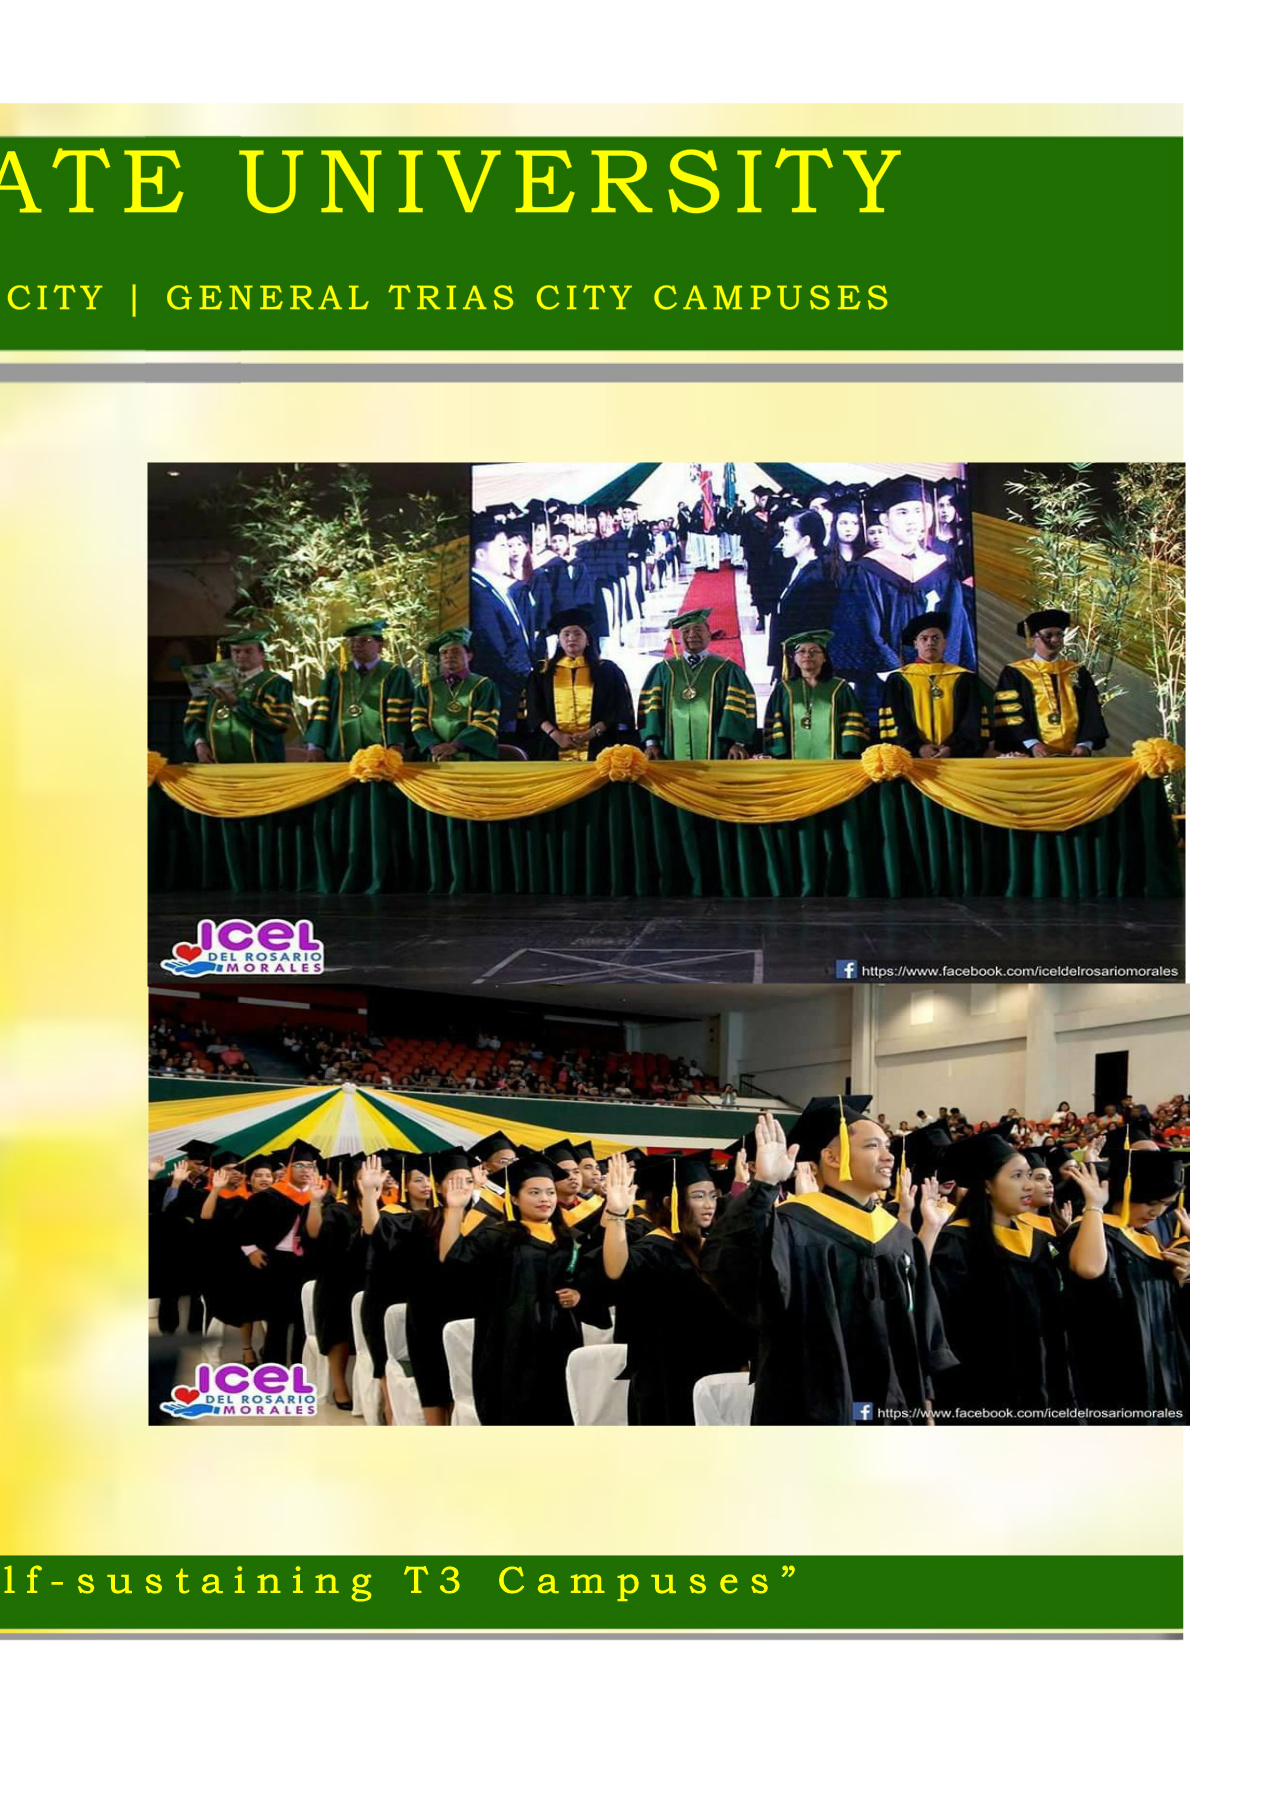 ATE UNIVERSITY
CITY | GENERAL TRIAS CITY CAMPUSES
ICEL
DEL ROSARIO
MORALES
https://www.facebook.com/iceldelrosariomorales
ICEL
DEL ROSARIO
MORALES
https://www.facebook.com/iceldelrosariomorales
lf-sustaining T3 Campuses”